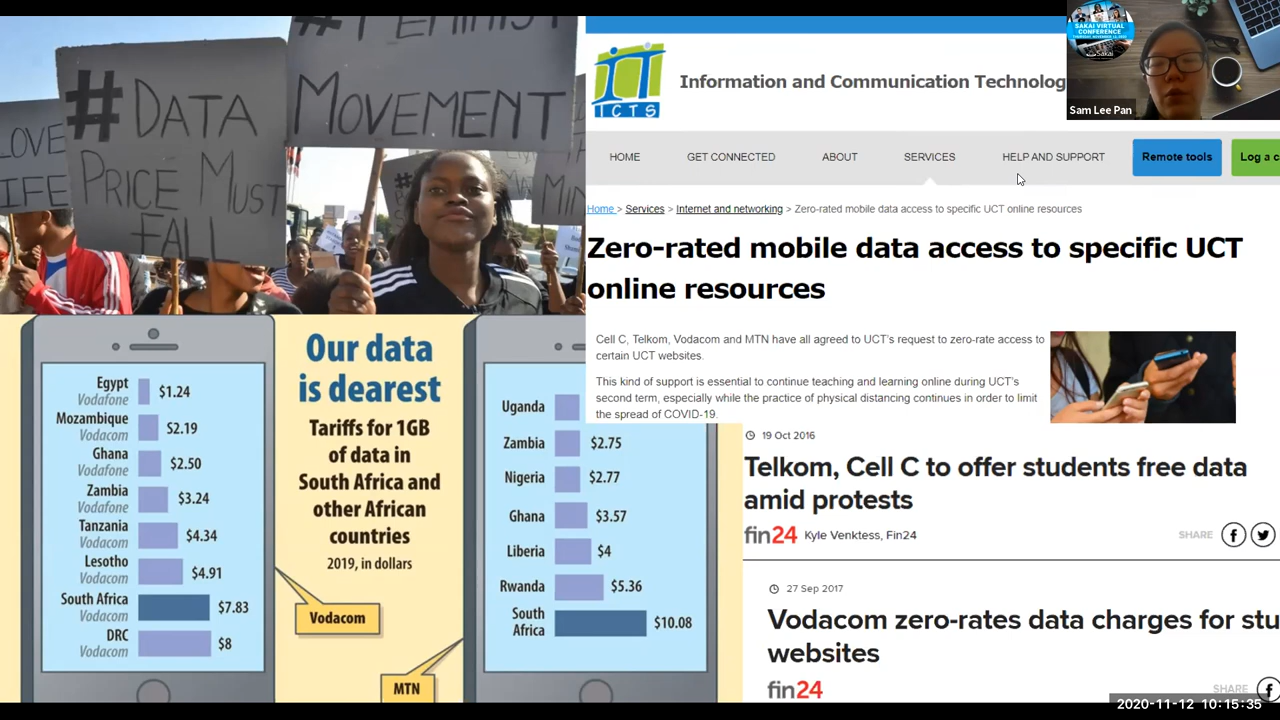 # FEMINIST
MOVEMENT
# DATA
PRICE MUST
FALL
LOVE
LIFE
Our data
is dearest
Tariffs for 1GB
of data in
South Africa and
other African
countries
2019, in dollars
Egypt
Vodafone
$1.24
Mozambique
Vodacom
$2.19
Ghana
Vodafone
$2.50
Zambia
Vodafone
$3.24
Tanzania
Vodacom
$4.34
Lesotho
Vodacom
$4.91
South Africa
Vodacom
$7.83
DRC
Vodacom
$8
Vodacom
MTN
Uganda
Zambia $2.75
Nigeria $2.77
Ghana $3.57
Liberia $4
Rwanda $5.36
South
Africa
$10.08
ICTS
Information and Communication Technolog
SAKAI VIRTUAL
CONFERENCE
Sakai
Sam Lee Pan
HOME GET CONNECTED ABOUT SERVICES HELP AND SUPPORT Remote tools Log a c
Home > Services > Internet and networking > Zero-rated mobile data access to specific UCT online resources
Zero-rated mobile data access to specific UCT
online resources
Cell C, Telkom, Vodacom and MTN have all agreed to UCT's request to zero-rate access to
certain UCT websites.
This kind of support is essential to continue teaching and learning online during UCT's
second term, especially while the practice of physical distancing continues in order to limit
the spread of COVID-19.
19 Oct 2016
Telkom, Cell C to offer students free data
amid protests
fin24 Kyle Venktess, Fin24 SHARE
27 Sep 2017
Vodacom zero-rates data charges for stu
websites
fin24 SHARE
2020-11-12 10:15:35